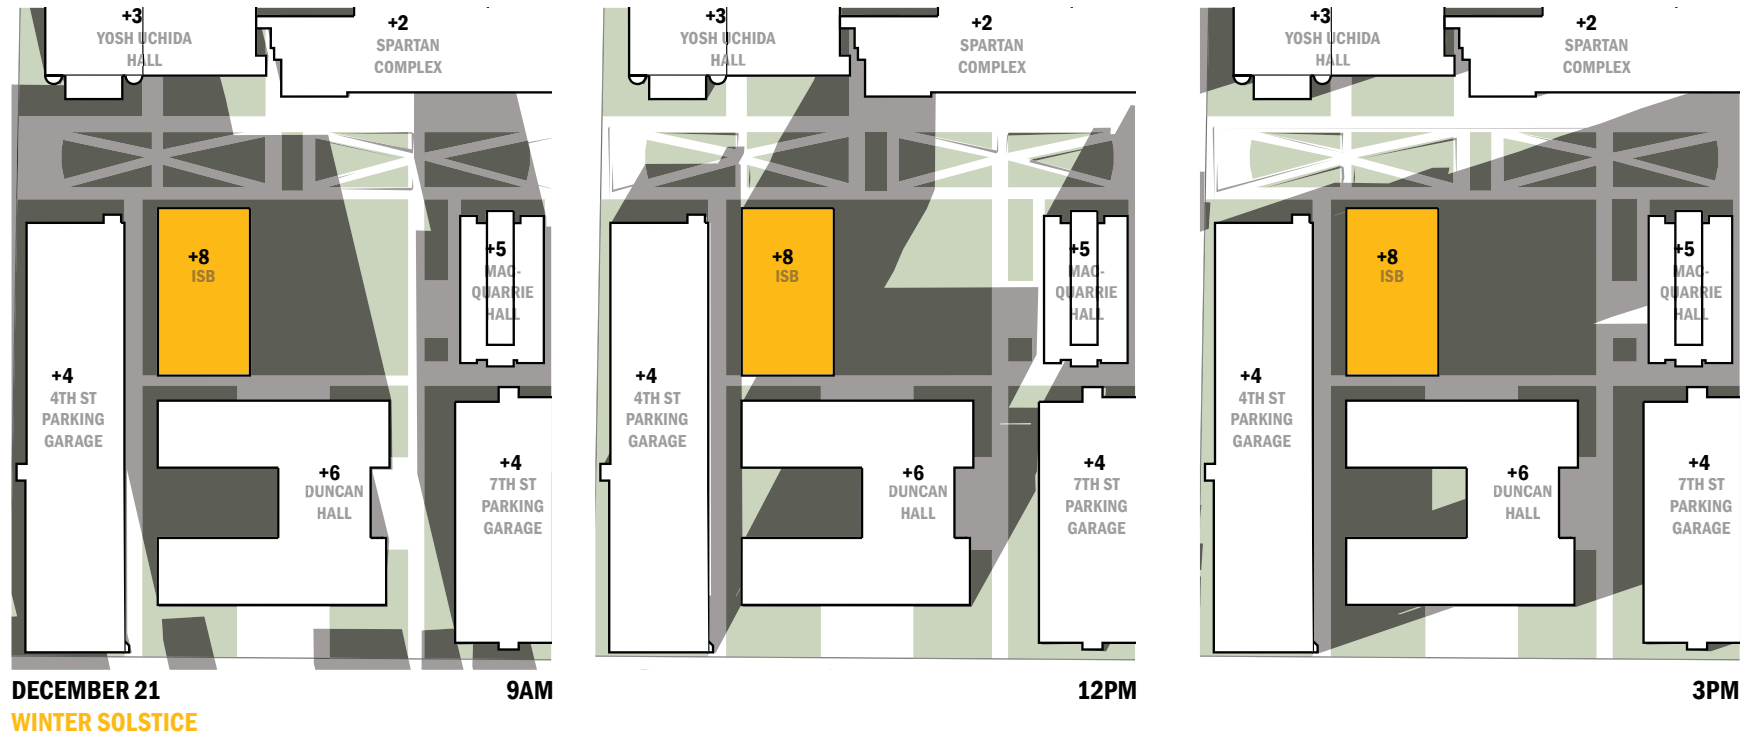 +3
YOSH UCHIDA
HALL
+2
SPARTAN
COMPLEX
+8
ISB
+5
MAC-
QUARRIE
HALL
+4
4TH ST
PARKING
GARAGE
+6
DUNCAN
HALL
+4
7TH ST
PARKING
GARAGE
+3
YOSH UCHIDA
HALL
+2
SPARTAN
COMPLEX
+8
ISB
+5
MAC-
QUARRIE
HALL
+4
4TH ST
PARKING
GARAGE
+6
DUNCAN
HALL
+4
7TH ST
PARKING
GARAGE
+3
YOSH UCHIDA
HALL
+2
SPARTAN
COMPLEX
+8
ISB
+5
MAC-
QUARRIE
HALL
+4
4TH ST
PARKING
GARAGE
+6
DUNCAN
HALL
+4
7TH ST
PARKING
GARAGE
DECEMBER 21 9AM 12PM 3PM
WINTER SOLSTICE